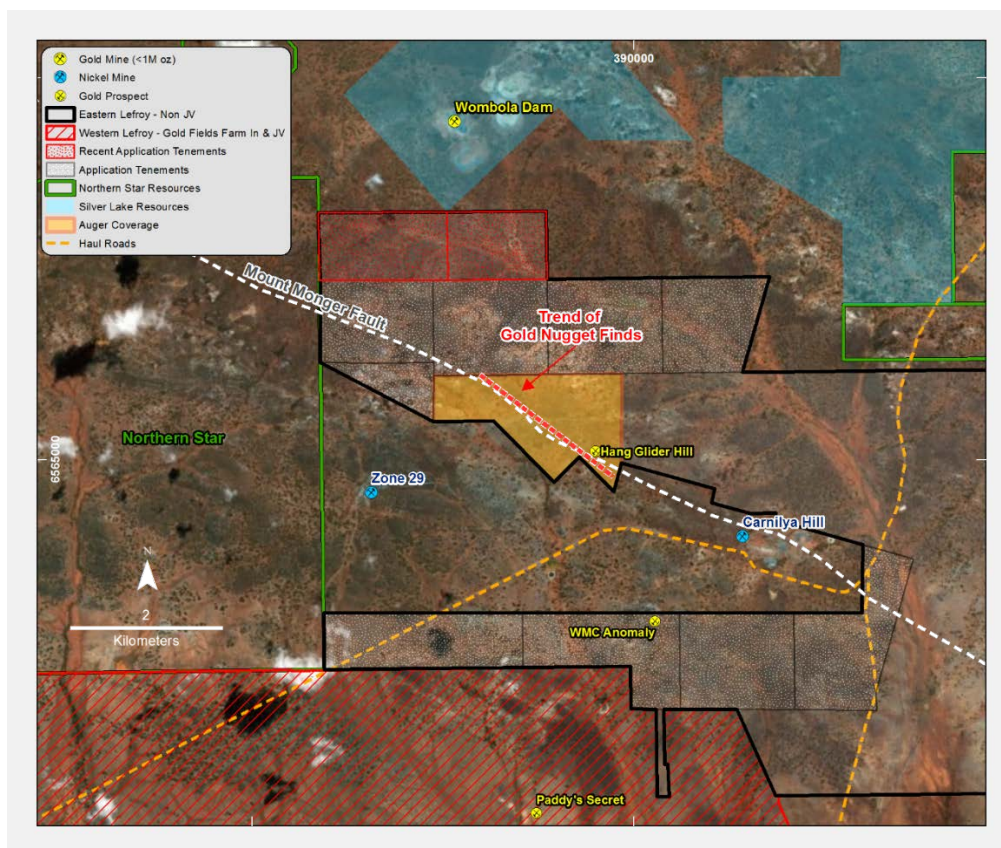 Gold Mine (<1M oz)
Nickel Mine
Gold Prospect
Eastern Lefroy - Non JV
Western Lefroy - Gold Fields Farm In & JV
Recent Application Tenements
Application Tenements
Northern Star Resources
Silver Lake Resources
Auger Coverage
Haul Roads
390000
Wombola Dam
Mount Monger Fault
Trend of
Gold Nugget Finds
Northern Star
6565000
Hang Glider Hill
Zone 29
Carnilya Hill
N
2
Kilometers
WMC Anomaly
Paddy's Secret